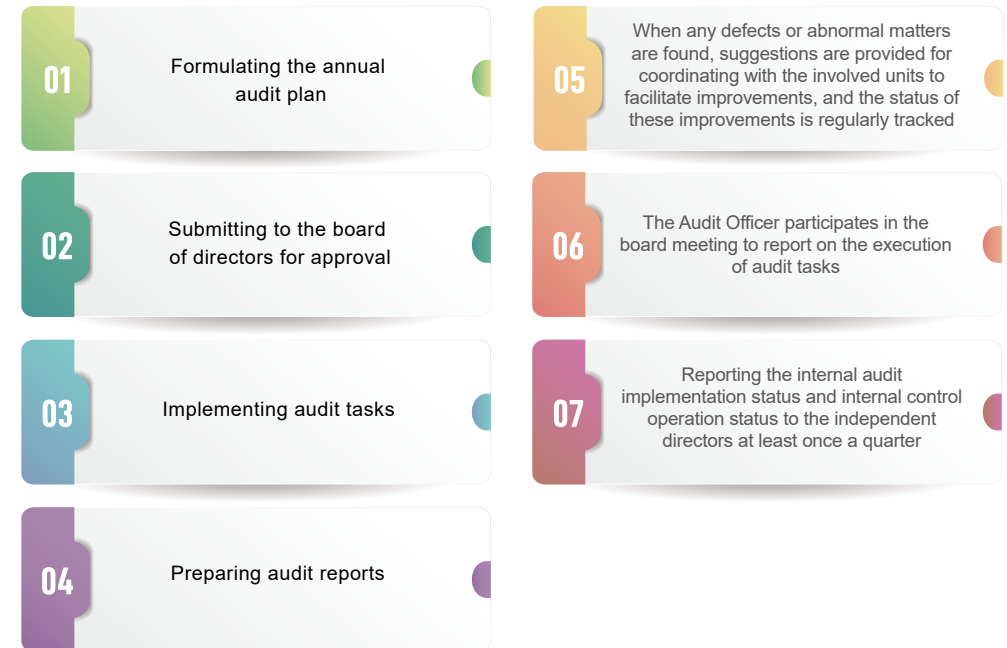 01
Formulating the annual
audit plan
02
Submitting to the board
of directors for approval
03
Implementing audit tasks
04
Preparing audit reports
05
When any defects or abnormal matters
are found, suggestions are provided for
coordinating with the involved units to
facilitate improvements, and the status of
these improvements is regularly tracked
06
The Audit Officer participates in the
board meeting to report on the execution
of audit tasks
07
Reporting the internal audit
implementation status and internal control
operation status to the independent
directors at least once a quarter